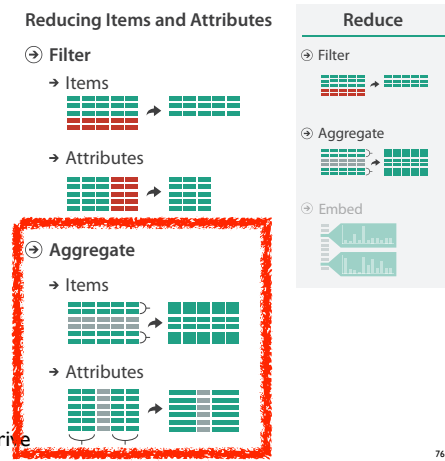 Reducing Items and Attributes
Filter
Items
Attributes
Aggregate
Items
Attributes
Reduce
Filter
Aggregate
Embed
76